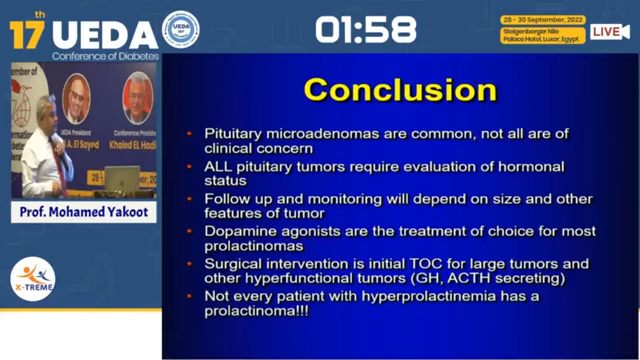 17th UEDA
Conference of Diabetes
UEDA
01:58
28 - 30 September, 2022
Steigenberger Nile
Palace Hotel, Luxor, Egypt
LIVE
UEDA President
Conference President
A. El Sayed
Khaled El Hadi
Prof. Mohamed Yakoot
X-TREME
Conclusion
• Pituitary microadenomas are common, not all are of
clinical concern
• ALL pituitary tumors require evaluation of hormonal
status
• Follow up and monitoring will depend on size and other
features of tumor
• Dopamine agonists are the treatment of choice for most
prolactinomas
• Surgical intervention is initial TOC for large tumors and
other hyperfunctional tumors (GH, ACTH secreting)
• Not every patient with hyperprolactinemia has a
prolactinoma!!!